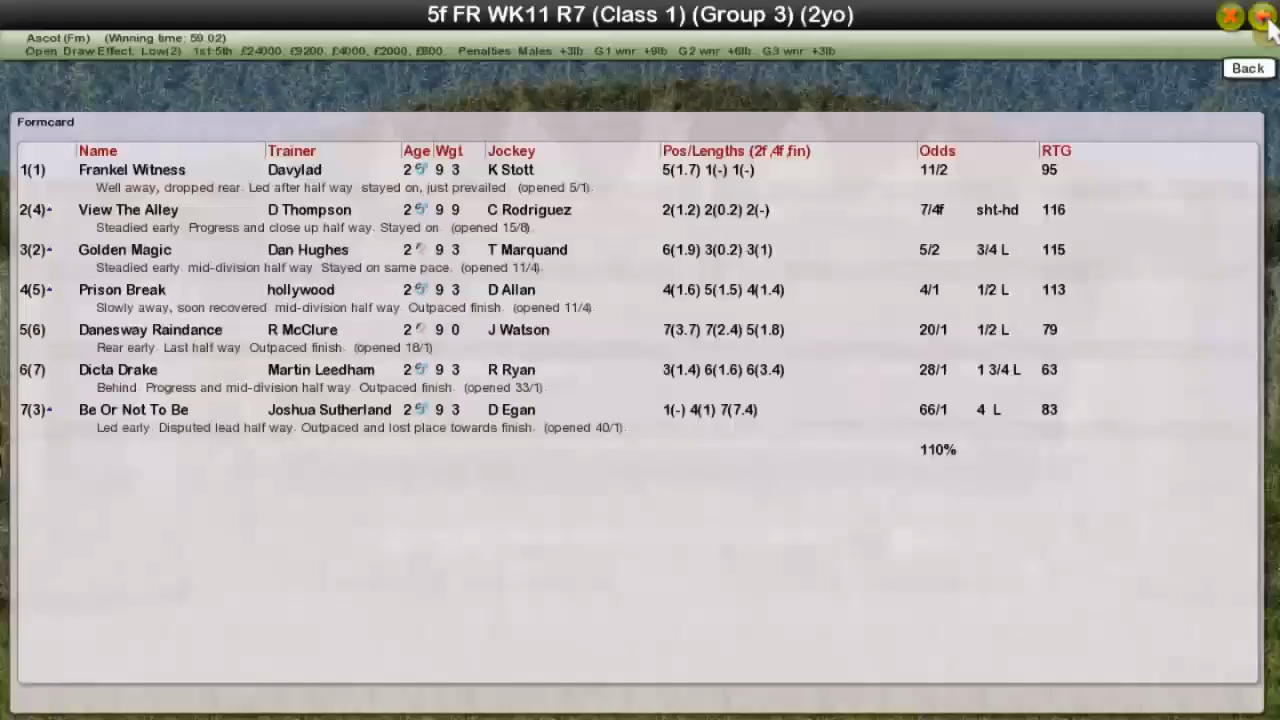 5f FR WK11 R7 (Class 1) (Group 3) (2yo)
Ascot (Fm) (Winning time: 59.02)
Open Draw Effect, Low(2) 1st:5th £24000, £9200, £4000, £2000, £800. Penalties: Males +3lb G1 wnr +9lb G2 wnr +6lb G3 wnr +3lb
Back
Formcard
Name Trainer Age Wgt Jockey Pos/Lengths (2f,4f,fin) Odds RTG
1(1) Frankel Witness Davylad 2 9 3 K Stott 5(1.7) 1(-) 1(-) 11/2 95
Well away, dropped rear. Led after half way stayed on, just prevailed (opened 5/1).
2(4) View The Alley D Thompson 2 9 9 C Rodriguez 2(1.2) 2(0.2) 2(-) 7/4f sht-hd 116
Steadied early. Progress and close up half way. Stayed on (opened 15/8).
3(2) Golden Magic Dan Hughes 2 9 3 T Marquand 6(1.9) 3(0.2) 3(1) 5/2 3/4 L 115
Steadied early mid-division half way Stayed on same pace. (opened 11/4).
4(5) Prison Break hollywood 2 9 3 D Allan 4(1.6) 5(1.5) 4(1.4) 4/1 1/2 L 113
Slowly away, soon recovered mid-division half way. Outpaced finish. (opened 11/4)
5(6) Danesway Raindance R McClure 2 9 0 J Watson 7(3.7) 7(2.4) 5(1.8) 20/1 1/2 L 79
Rear early. Last half way Outpaced finish. (opened 18/1)
6(7) Dicta Drake Martin Leedham 2 9 3 R Ryan 3(1.4) 6(1.6) 6(3.4) 28/1 1 3/4 L 63
Behind. Progress and mid-division half way. Outpaced finish. (opened 33/1).
7(3) Be Or Not To Be Joshua Sutherland 2 9 3 D Egan 1(-) 4(1) 7(7.4) 66/1 4 L 83
Led early. Disputed lead half way. Outpaced and lost place towards finish. (opened 40/1).
110%